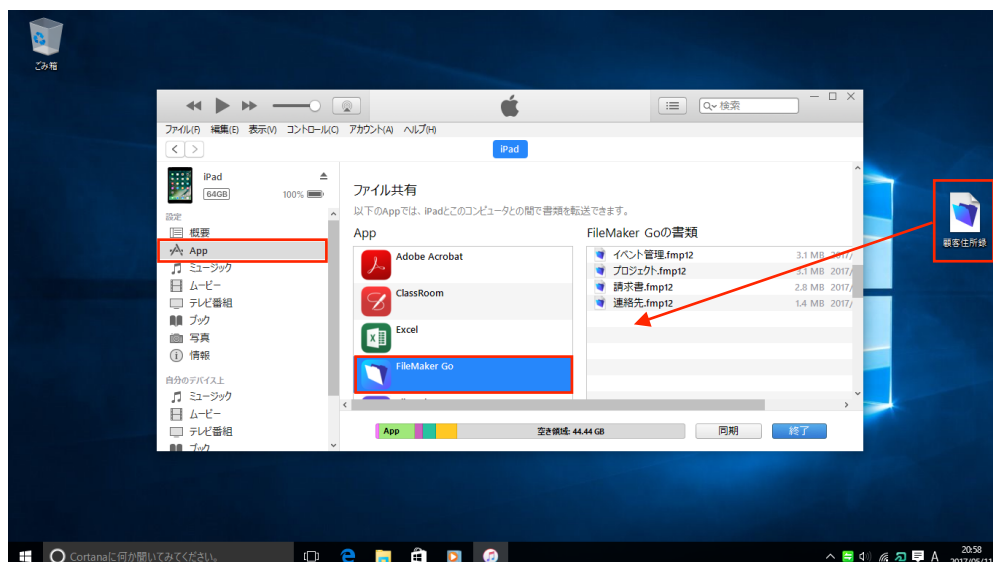 ごみ箱
検索
ファイル(F) 編集(E) 表示(V) コントロール(C) アカウント(A) ヘルプ(H)
iPad
iPad
64GB 100%
設定
概要
App
ミュージック
ムービー
テレビ番組
ブック
写真
情報
自分のデバイス上
ミュージック
ムービー
テレビ番組
ブック
ファイル共有
以下のAppでは、iPadとこのコンピュータとの間で書類を転送できます。
App
Adobe Acrobat
ClassRoom
Excel
FileMaker Go
FileMaker Goの書類
イベント管理.fmp12 3.1 MB 2017/
プロジェクト.fmp12 3.1 MB 2017/
請求書.fmp12 2.8 MB 2017/
連絡先.fmp12 1.4 MB 2017/
App
空き領域: 44.44 GB
同期
終了
顧客住所録
Cortanaに何か聞いてみてください。
A
20:58
2017/05/11